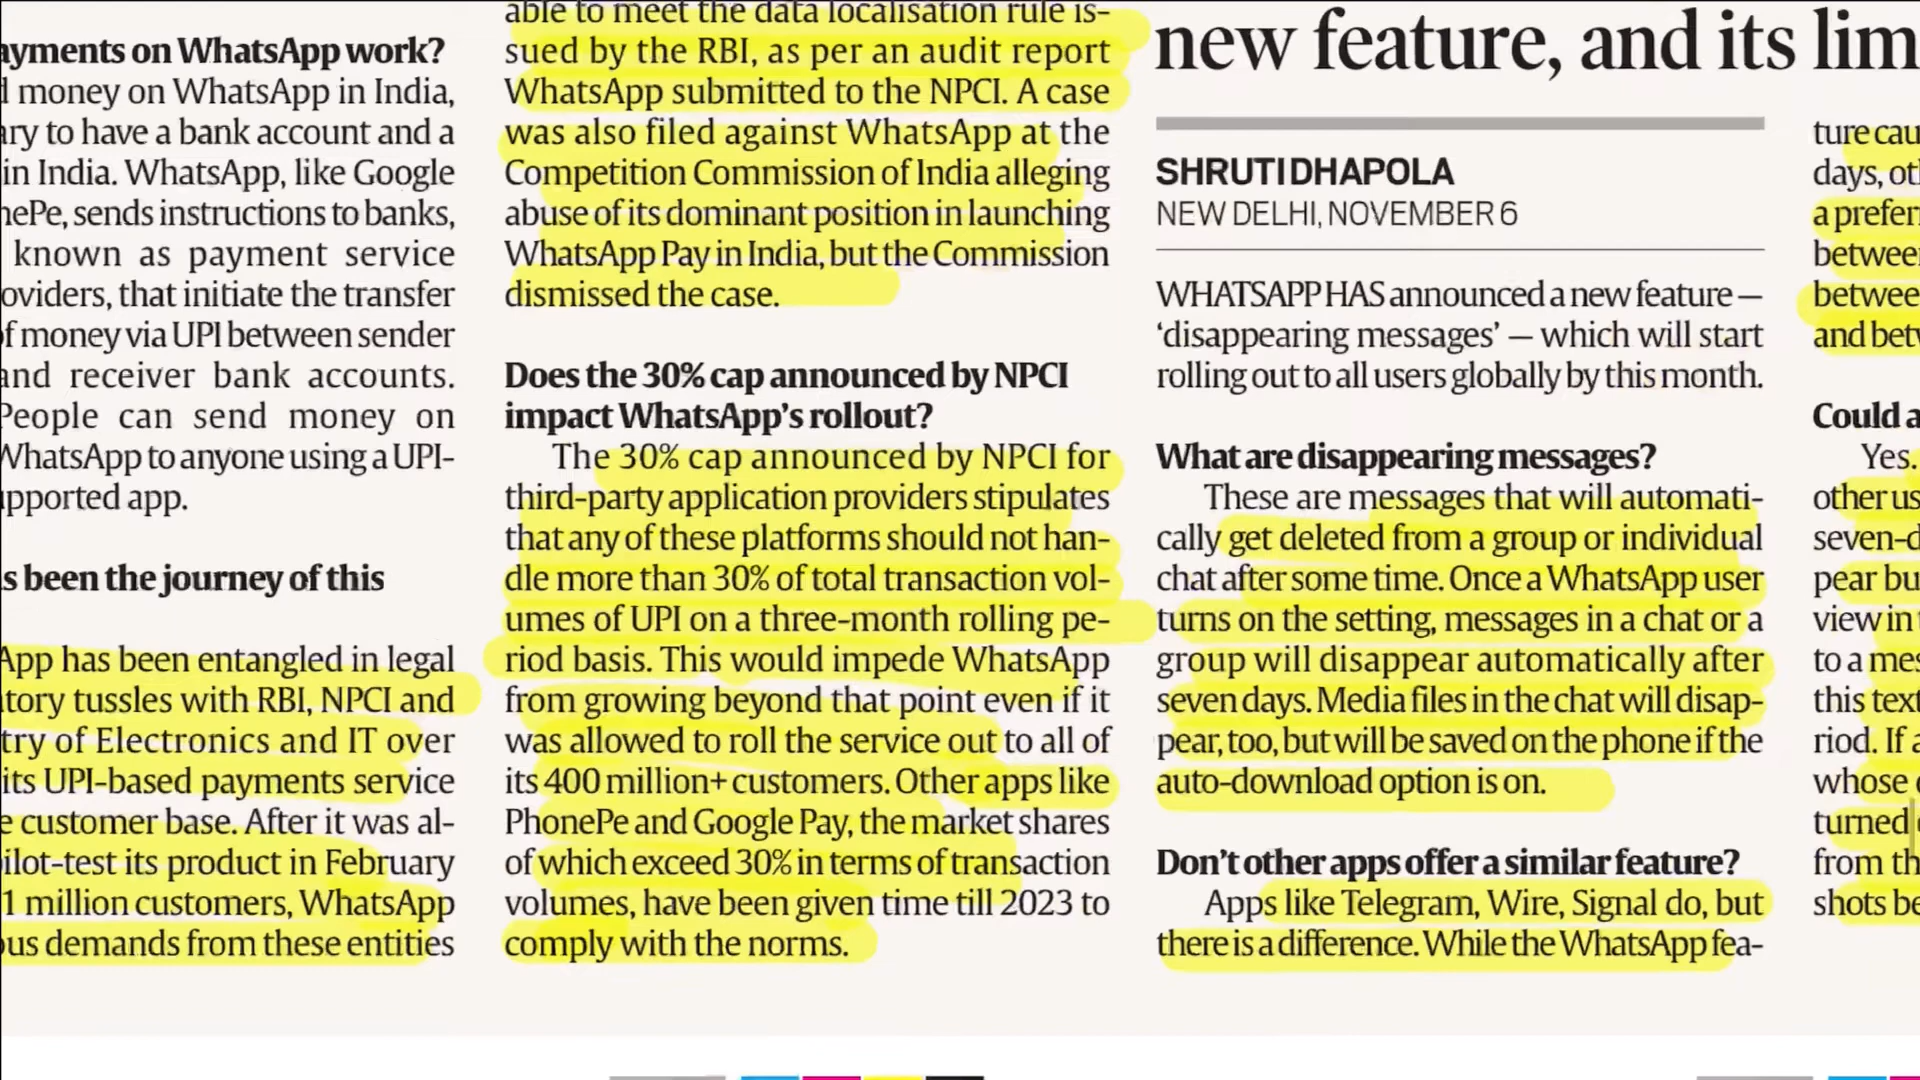 ayments on WhatsApp work?
d money on WhatsApp in India,
ary to have a bank account and a
in India. WhatsApp, like Google
nePe, sends instructions to banks,
known as payment service
oviders, that initiate the transfer
of money via UPI between sender
and receiver bank accounts.
People can send money on
WhatsApp to anyone using a UPI-
upported app.
s been the journey of this
App has been entangled in legal
atory tussles with RBI, NPCI and
try of Electronics and IT over
its UPI-based payments service
e customer base. After it was al-
pilot-test its product in February
1 million customers, WhatsApp
ous demands from these entities
able to meet the data localisation rule is-
sued by the RBI, as per an audit report
WhatsApp submitted to the NPCI. A case
was also filed against WhatsApp at the
Competition Commission of India alleging
abuse of its dominant position in launching
WhatsApp Pay in India, but the Commission
dismissed the case.
Does the 30% cap announced by NPCI
impact WhatsApp's rollout?
The 30% cap announced by NPCI for
third-party application providers stipulates
that any of these platforms should not han-
dle more than 30% of total transaction vol-
umes of UPI on a three-month rolling pe-
riod basis. This would impede WhatsApp
from growing beyond that point even if it
was allowed to roll the service out to all of
its 400 million+ customers. Other apps like
PhonePe and Google Pay, the market shares
of which exceed 30% in terms of transaction
volumes, have been given time till 2023 to
comply with the norms.
new feature, and its lim
SHRUTI DHAPOLA
NEW DELHI, NOVEMBER 6
WHATSAPP HAS announced a new feature —
‘disappearing messages’ — which will start
rolling out to all users globally by this month.
What are disappearing messages?
These are messages that will automati-
cally get deleted from a group or individual
chat after some time. Once a WhatsApp user
turns on the setting, messages in a chat or a
group will disappear automatically after
seven days. Media files in the chat will disap-
pear, too, but will be saved on the phone if the
auto-download option is on.
Don’t other apps offer a similar feature?
Apps like Telegram, Wire, Signal do, but
there is a difference. While the WhatsApp fea-
ture cau
days, ot
a prefer
between
betwee
and betw
Could a
Yes.
other us
seven-d
pear bu
view in
to a mes
this text
riod. If a
whose
turned
from th
shots be